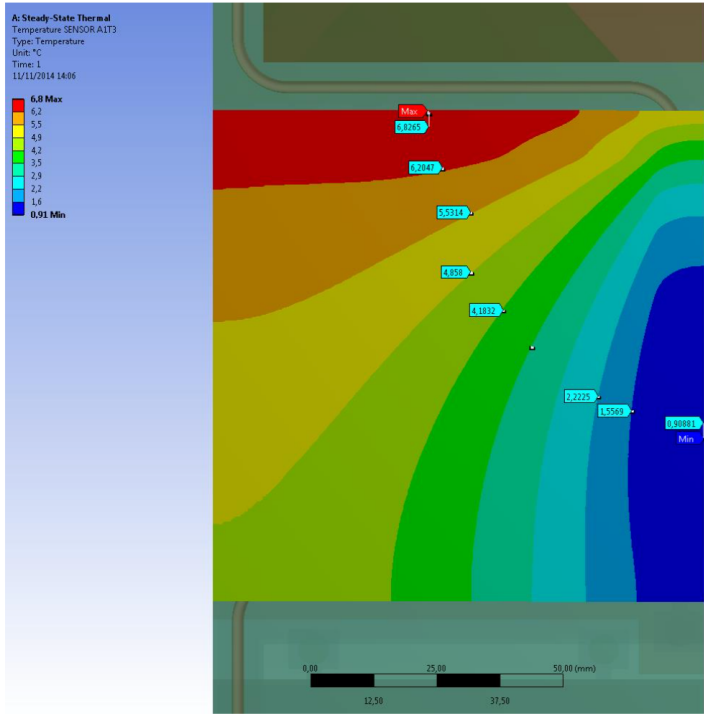 A: Steady-State Thermal
Temperature SENSOR A1T3
Type: Temperature
Unit: °C
Time: 1
11/11/2014 14:06
6,8 Max
6,2
5,5
4,9
4,2
3,5
2,9
2,2
1,6
0,91 Min
Max
6,8265
6,2047
5,5314
4,858
4,1832
2,2225
1,5569
0,90881
Min
0,00 25,00 50,00 (mm)
12,50 37,50